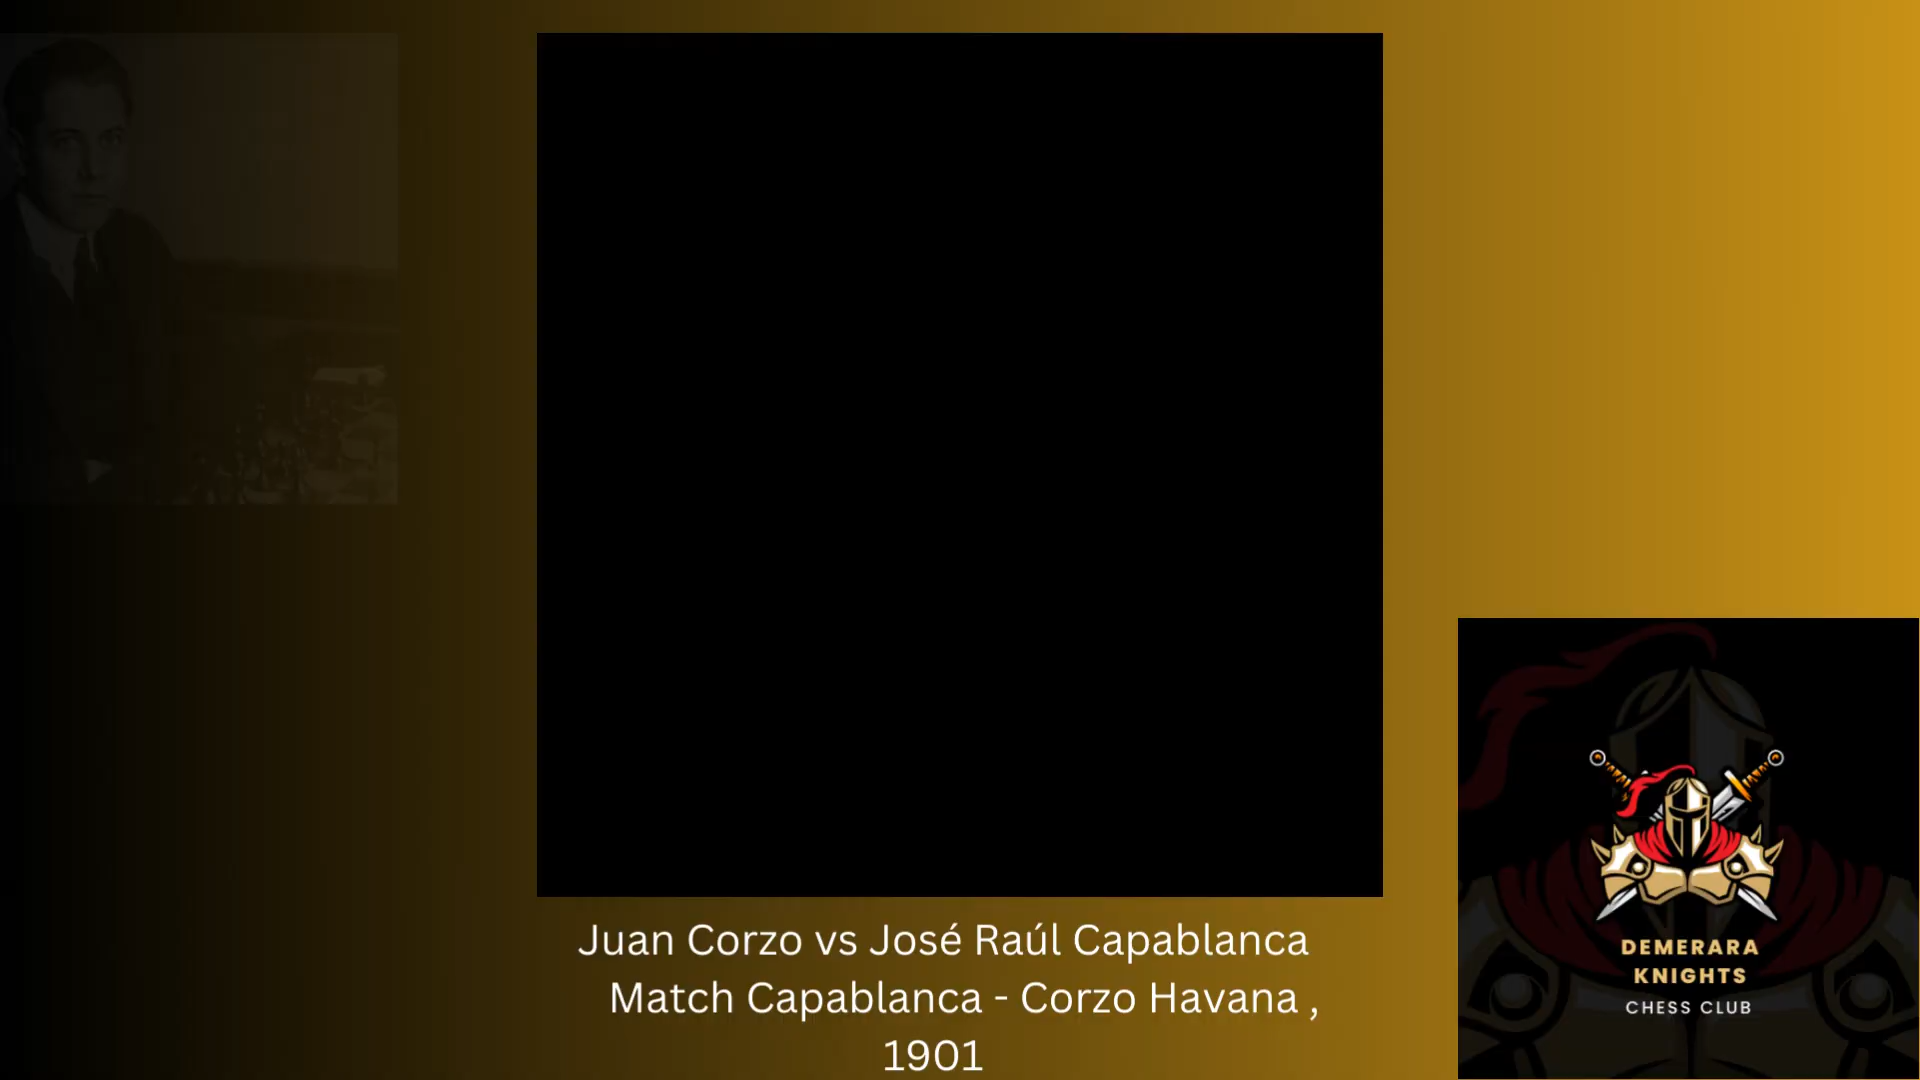 Juan Corzo vs José Raúl Capablanca
Match Capablanca - Corzo Havana ,
1901
DEMERARA
KNIGHTS
CHESS CLUB